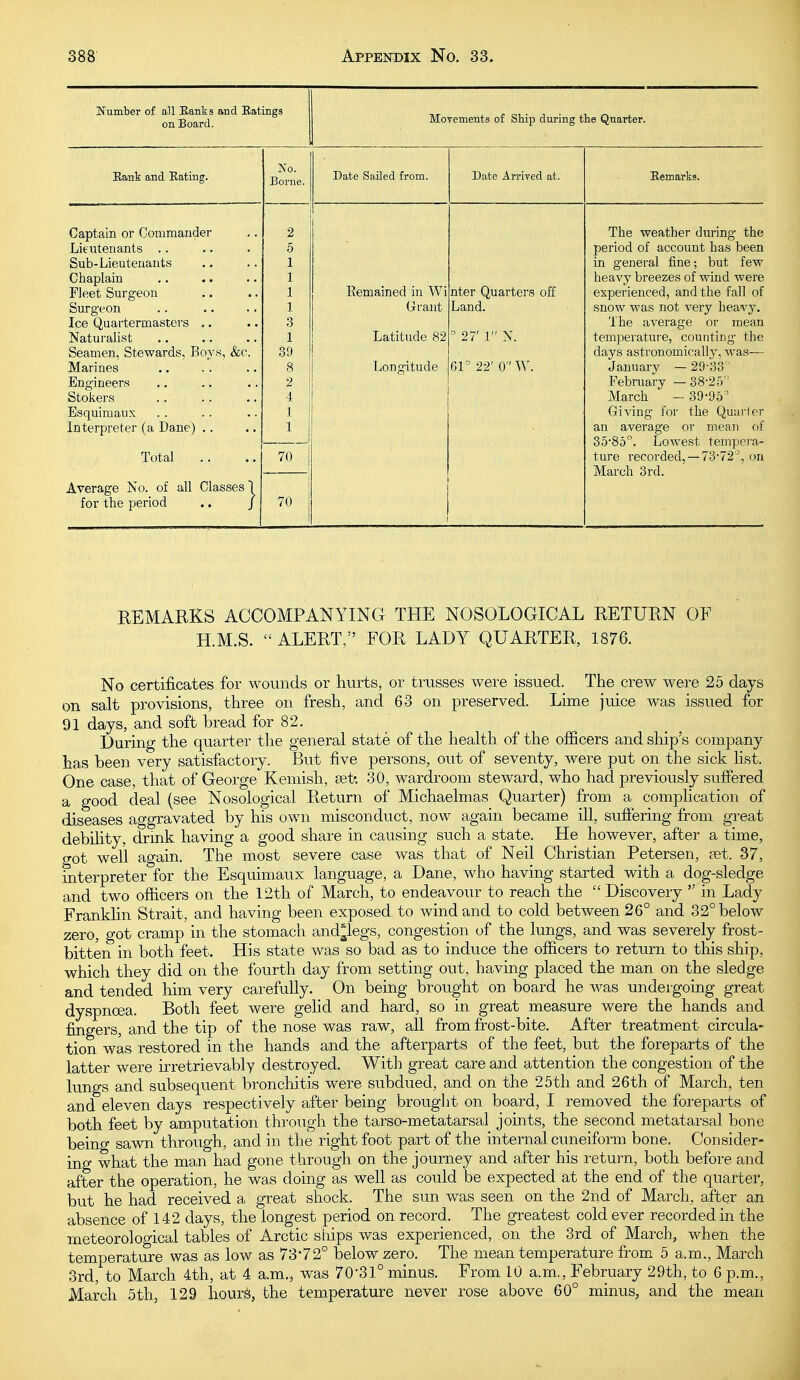 388 APPENDIX No. 33.
Number of all Ranks and Ratings on Board.
Movements of Ship during the Quarter.
Rank and Rating. No. Borne. Date Sailed from. Date Arrived at. Remarks.
Captain or Commander .. 2
Lieutenants .. .. . 5
Sub-Lieutenants .. .. 1
Chaplain .. .. .. 1
Fleet Surgeon .. .. 1
Surgeon .. .. .. 1
Ice Quartermasters .. .. 3
Naturalist .. .. .. 1
Seamen, Stewards, Boys, &c. 39
Marines .. .. .. 8
Engineers .. .. .. 2
Stokers .. .. .. 4
Esquimaux .. .. .. 1
Interpreter (a Dane) .. .. 1
Total .. .. 70
Average No. of all Classes } for the period .. 70
Remained in Winter Quarters off
Grant Land.
Latitude 82° 27′ 1″ N.
Longitude 61° 22′ 0″ W.
The weather during the
period of account has been
in general fine; but few
heavy breezes of wind were
experienced, and the fall of
snow was not very heavy.
The average or mean
temperature, counting the
days astronomically, was—
January — 29·33°
February — 38·25°
March — 39·95°
Giving for the Quarter
an average or mean of
35·85°. Lowest tempera-
ture recorded, — 73·72°, on
March 3rd.
REMARKS ACCOMPANYING THE NOSOLOGICAL RETURN OF
H.M.S. “ALERT,” FOR LADY QUARTER, 1876.
No certificates for wounds or hurts, or trusses were issued. The crew were 25 days
on salt provisions, three on fresh, and 63 on preserved. Lime juice was issued for
91 days, and soft bread for 82.
During the quarter the general state of the health of the officers and ship’s company
has been very satisfactory. But five persons, out of seventy, were put on the sick list.
One case, that of George Kemish, æt. 30, wardroom steward, who had previously suffered
a good deal (see Nosological Return of Michaelmas Quarter) from a complication of
diseases aggravated by his own misconduct, now again became ill, suffering from great
debility, drink having a good share in causing such a state. He however, after a time,
got well again. The most severe case was that of Neil Christian Petersen, æt. 37,
interpreter for the Esquimaux language, a Dane, who having started with a dog-sledge
and two officers on the 12th of March, to endeavour to reach the “ Discovery ” in Lady
Franklin Strait, and having been exposed to wind and to cold between 26° and 32° below
zero, got cramp in the stomach and legs, congestion of the lungs, and was severely frost-
bitten in both feet. His state was so bad as to induce the officers to return to this ship,
which they did on the fourth day from setting out, having placed the man on the sledge
and tended him very carefully. On being brought on board he was undergoing great
dyspnœa. Both feet were gelid and hard, so in great measure were the hands and
fingers, and the tip of the nose was raw, all from frost-bite. After treatment circula-
tion was restored in the hands and the afterparts of the feet, but the foreparts of the
latter were irretrievably destroyed. With great care and attention the congestion of the
lungs and subsequent bronchitis were subdued, and on the 25th and 26th of March, ten
and eleven days respectively after being brought on board, I removed the foreparts of
both feet by amputation through the tarso-metatarsal joints, the second metatarsal bone
being sawn through, and in the right foot part of the internal cuneiform bone. Consider-
ing what the man had gone through on the journey and after his return, both before and
after the operation, he was doing as well as could be expected at the end of the quarter,
but he had received a great shock. The sun was seen on the 2nd of March, after an
absence of 142 days, the longest period on record. The greatest cold ever recorded in the
meteorological tables of Arctic ships was experienced, on the 3rd of March, when the
temperature was as low as 73·72° below zero. The mean temperature from 5 a.m., March
3rd, to March 4th, at 4 a.m., was 70·31° minus. From 10 a.m., February 29th, to 6 p.m.,
March 5th, 129 hours, the temperature never rose above 60° minus, and the mean